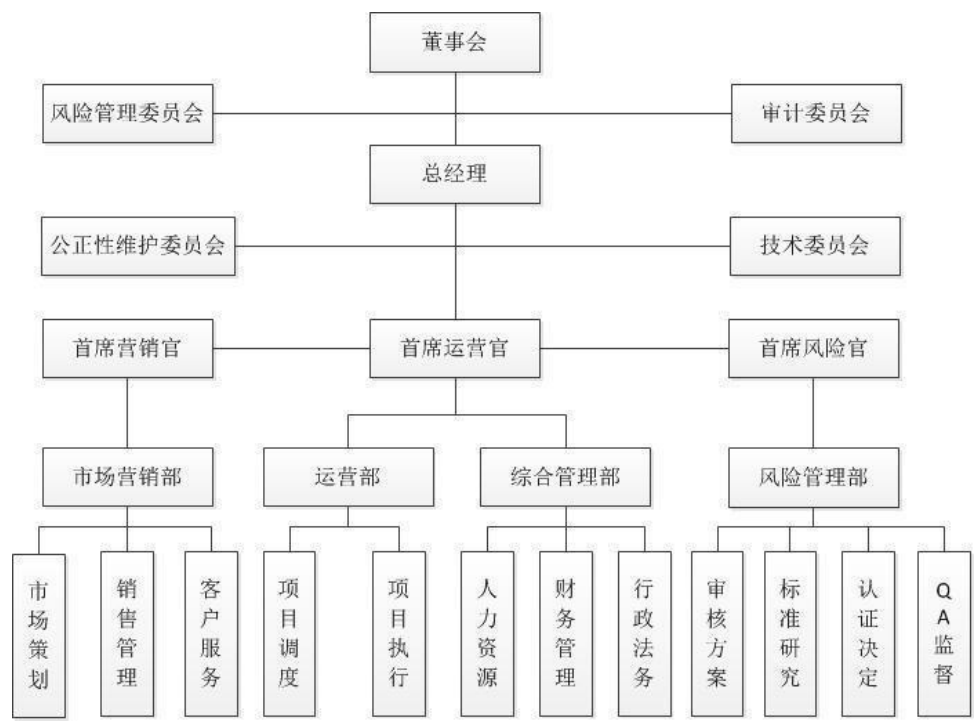 董事会
风险管理委员会
审计委员会
总经理
公正性维护委员会
技术委员会
首席营销官
首席运营官
首席风险官
市场营销部
运营部
综合管理部
风险管理部
市场策划
销售管理
客户服务
项目调度
项目执行
人力资源
财务管理
行政法务
审核方案
标准研究
认证决定
QA监督